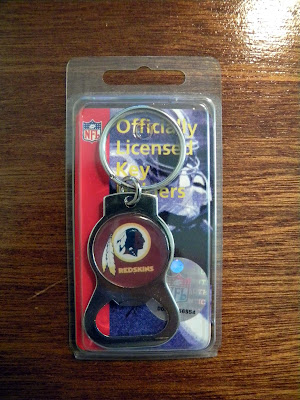 Officially
Licensed
Key
NFL
REDSKINS